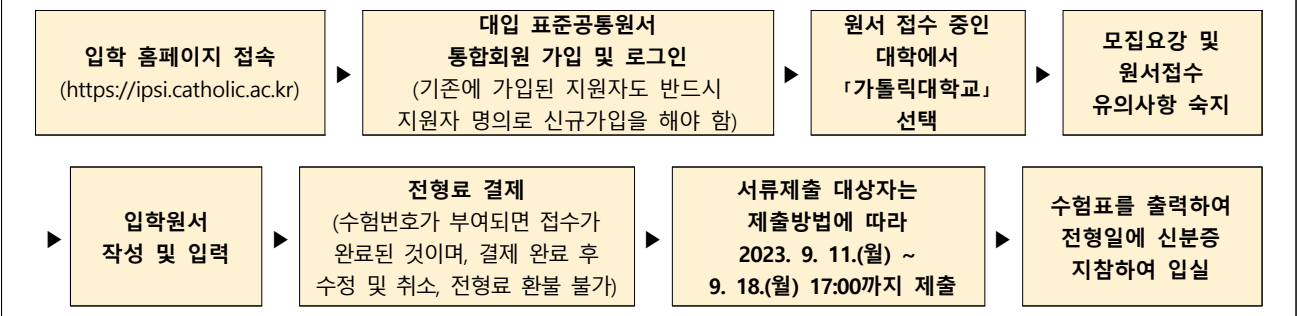 입학 홈페이지 접속
(https://ipsi.catholic.ac.kr)
▶
대입 표준공통원서
통합회원 가입 및 로그인
(기존에 가입된 지원자도 반드시
지원자 명의로 신규가입을 해야 함)
▶
원서 접수 중인
대학에서
「가톨릭대학교」
선택
▶
모집요강 및
원서접수
유의사항 숙지
▶
입학원서
작성 및 입력
▶
전형료 결제
(수험번호가 부여되면 접수가
완료된 것이며, 결제 완료 후
수정 및 취소, 전형료 환불 불가)
▶
서류제출 대상자는
제출방법에 따라
2023. 9. 11.(월) ~
9. 18.(월) 17:00까지 제출
▶
수험표를 출력하여
전형일에 신분증
지참하여 입실